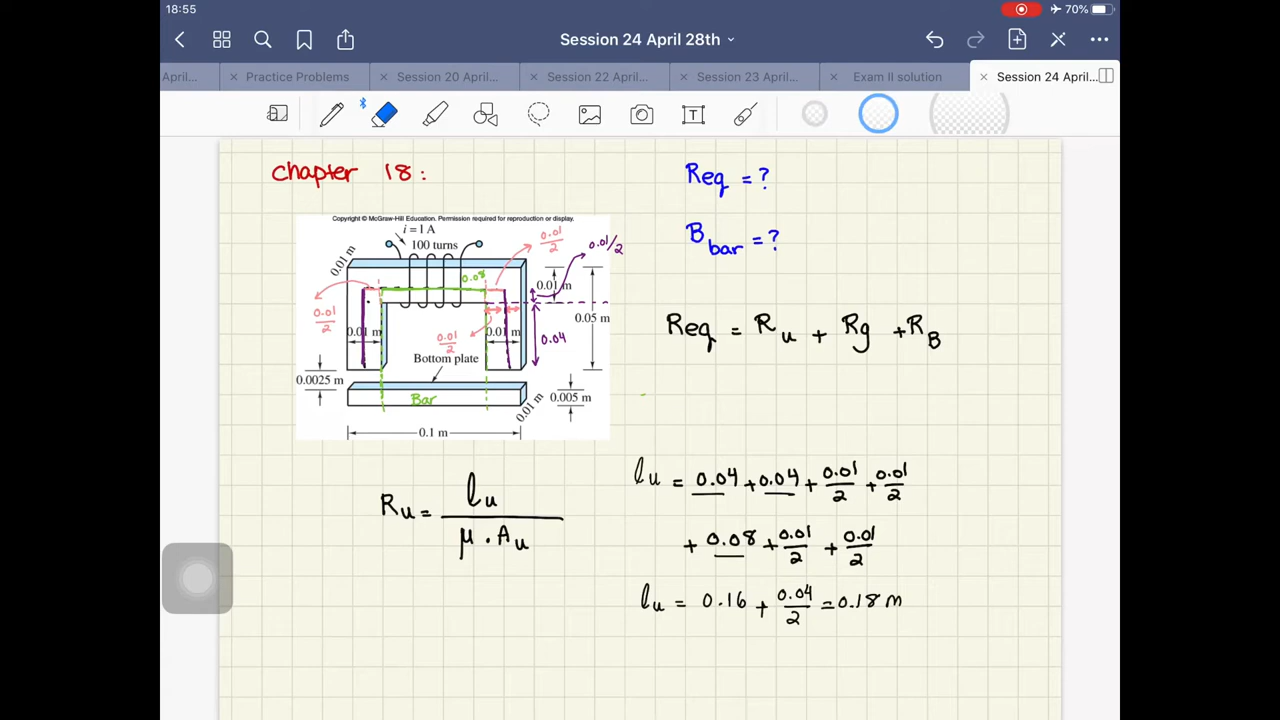 18:55
70%
Session 24 April 28th
April...
Practice Problems
Session 20 April...
Session 22 April...
Session 23 April...
Exam II solution
Session 24 April...
T
Chapter 18:
Req = ?
B bar = ?
Copyright © McGraw-Hill Education. Permission required for reproduction or display.
i = 1 A
100 turns
0.01 m
0.01/2
0.01/2
0.08
0.01 m
0.05 m
0.01/2
0.01 m
0.01/2
0.01 m
0.04
Bottom plate
0.0025 m
Bar
0.01 m
0.005 m
0.1 m
Req = Ru + Rg + RB
Ru = lu / μ . Au
lu = 0.04 + 0.04 + 0.01/2 + 0.01/2
+ 0.08 + 0.01/2 + 0.01/2
lu = 0.16 + 0.04/2 = 0.18 m